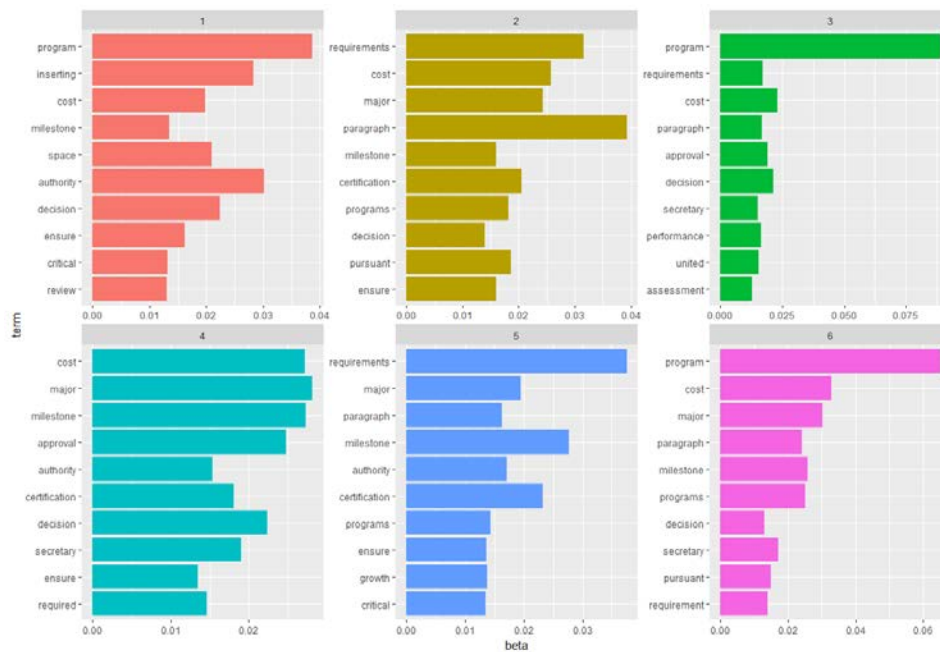 1
program
inserting
cost
milestone
space
authority
decision
ensure
critical
review
0.00 0.01 0.02 0.03 0.04
2
requirements
cost
major
paragraph
milestone
certification
programs
decision
pursuant
ensure
0.00 0.01 0.02 0.03 0.04
3
program
requirements
cost
paragraph
approval
decision
secretary
performance
united
assessment
0.000 0.025 0.050 0.075
term
4
cost
major
milestone
approval
authority
certification
decision
secretary
ensure
required
0.00 0.01 0.02
5
requirements
major
paragraph
milestone
authority
certification
programs
ensure
growth
critical
0.00 0.01 0.02 0.03
6
program
cost
major
paragraph
milestone
programs
decision
secretary
pursuant
requirement
0.00 0.02 0.04 0.06
beta